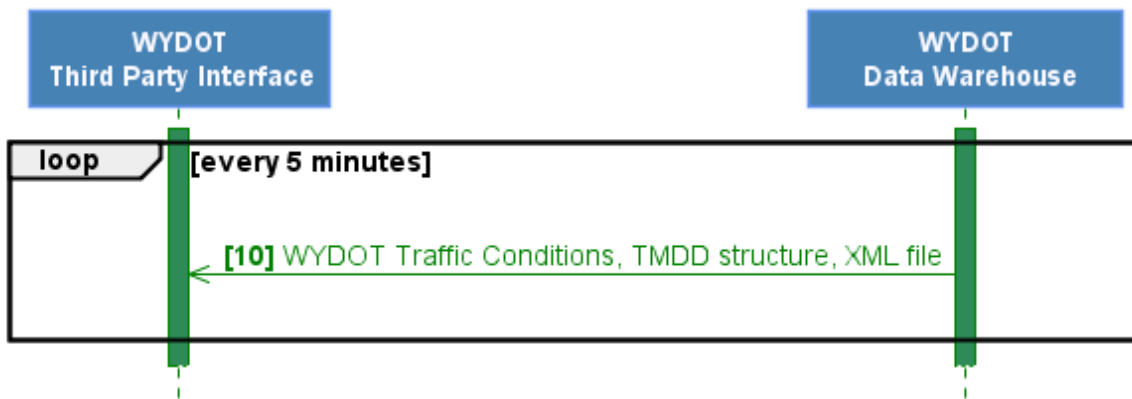 WYDOT
Third Party Interface
WYDOT
Data Warehouse
loop
[every 5 minutes]
[10] WYDOT Traffic Conditions, TMDD structure, XML file